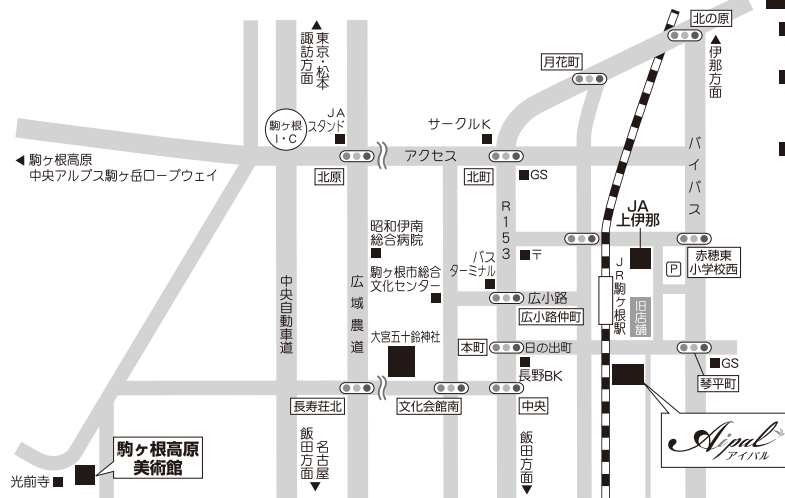 北の原
▲伊那方面
▲東京・松本
諏訪方面
月花町
駒ヶ根
I・C
JA
スタンド
サークルK
バイパス
アクセス
◀ 駒ヶ根高原
中央アルプス駒ヶ岳ロープウェイ
北原
北町
GS
R153
JA
上伊那
昭和伊南
総合病院
バス
ターミナル
〒
赤穂東
小学校西
P
駒ヶ根市総合
文化センター
中央自動車道
広域農道
JR駒ヶ根駅
旧店舗
広小路
広小路仲町
大宮五十鈴神社
本町
日の出町
長野BK
GS
琴平町
長寿荘北
文化会館南
中央
名古屋
飯田方面▼
飯田方面▼
駒ヶ根高原
美術館
光前寺
Aipal
アイパル